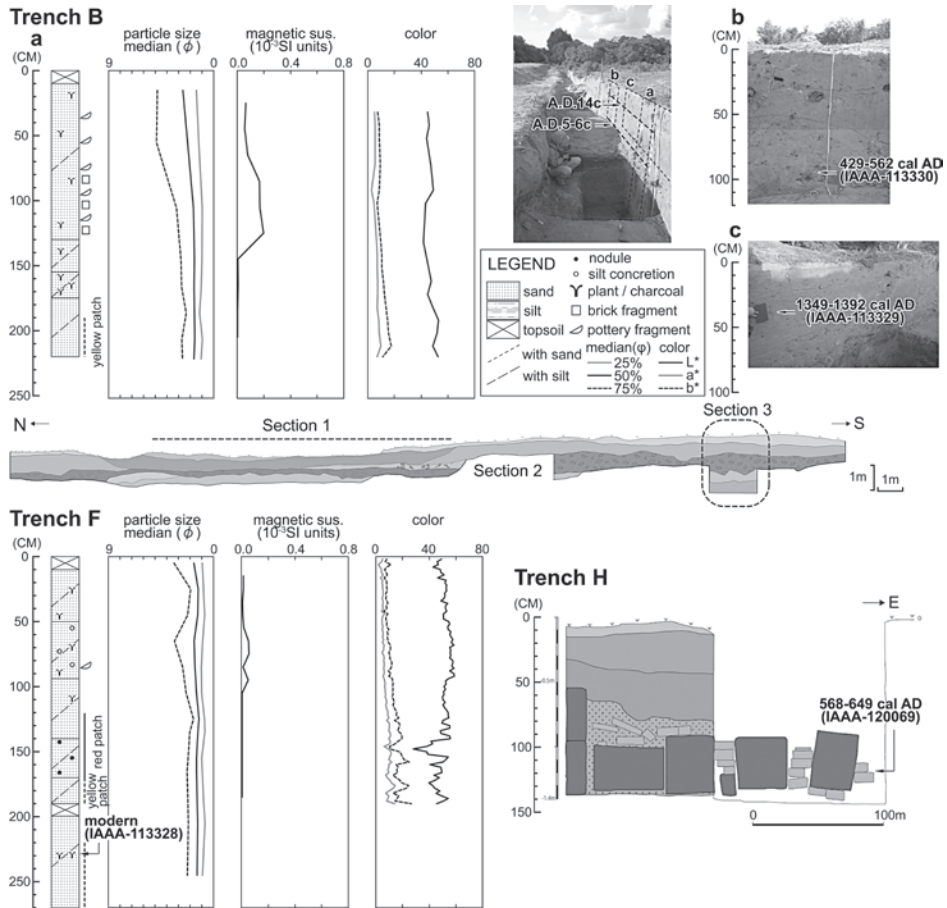 Trench B
a
particle size
median (ϕ)
magnetic sus.
(10⁻³SI units)
color
(CM)
9 0
0.0 0.4 0.8
0 40 80
0
50
100
150
200
250
yellow patch
b
c
a
A.D.14c
A.D.5-6c
b
(CM)
0
50
100
429-562 cal AD
(IAAA-113330)
c
(CM)
0
50
100
1349-1392 cal AD
(IAAA-113329)
LEGEND
sand
silt
topsoil
with sand
with silt
nodule
silt concretion
plant / charcoal
brick fragment
pottery fragment
median(φ) color
25% L*
50% a*
75% b*
N
Section 1
Section 2
Section 3
S
1m
1m
Trench F
particle size
median (ϕ)
magnetic sus.
(10⁻³SI units)
color
(CM)
9 0
0.0 0.4 0.8
0 40 80
0
50
100
150
200
250
red patch
yellow patch
modern
(IAAA-113328)
Trench H
(CM)
E
0
50
100
150
568-649 cal AD
(IAAA-120069)
0 100m